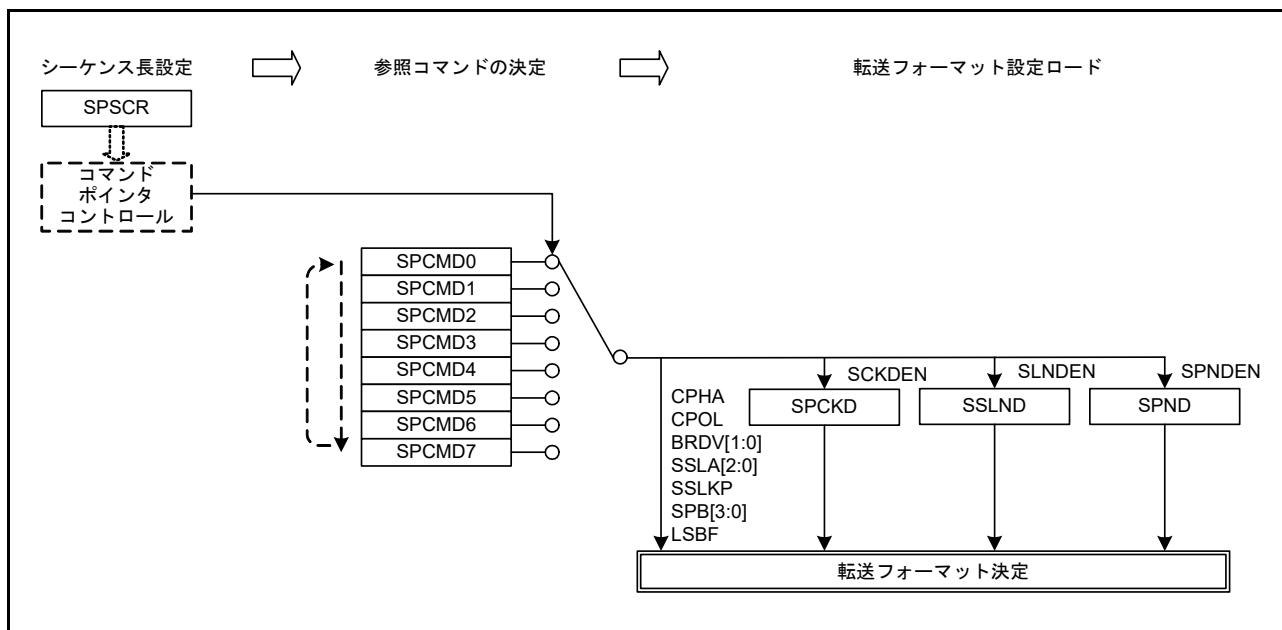 シーケンス長設定
参照コマンドの決定
転送フォーマット設定ロード
SPSCR
コマンド
ポインタ
コントロール
SPCMD0
SPCMD1
SPCMD2
SPCMD3
SPCMD4
SPCMD5
SPCMD6
SPCMD7
CPHA
CPOL
BRDV[1:0]
SSLA[2:0]
SSLKP
SPB[3:0]
LSBF
SCKDEN
SPCKD
SLNDEN
SSLND
SPNDEN
SPND
転送フォーマット決定